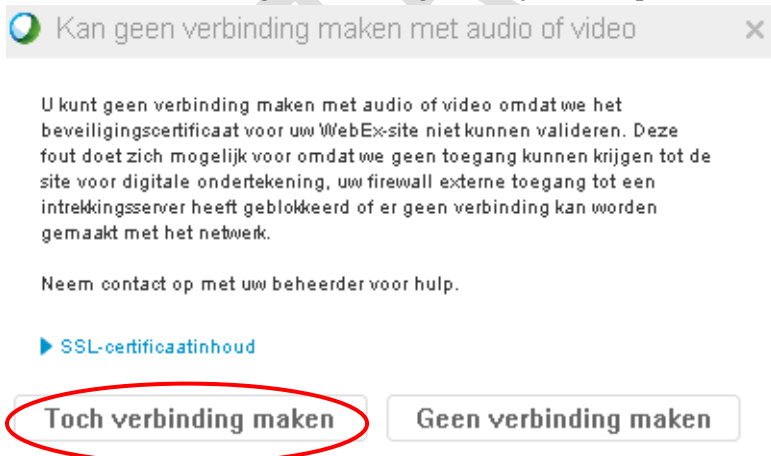 Kan geen verbinding maken met audio of video
U kunt geen verbinding maken met audio of video omdat we het
beveiligingscertificaat voor uw WebEx-site niet kunnen valideren. Deze
fout doet zich mogelijk voor omdat we geen toegang kunnen krijgen tot de
site voor digitale ondertekening, uw firewall externe toegang tot een
intrekkingsserver heeft geblokkeerd of er geen verbinding kan worden
gemaakt met het netwerk.
Neem contact op met uw beheerder voor hulp.
SSL-certificaatinhoud
Toch verbinding maken
Geen verbinding maken